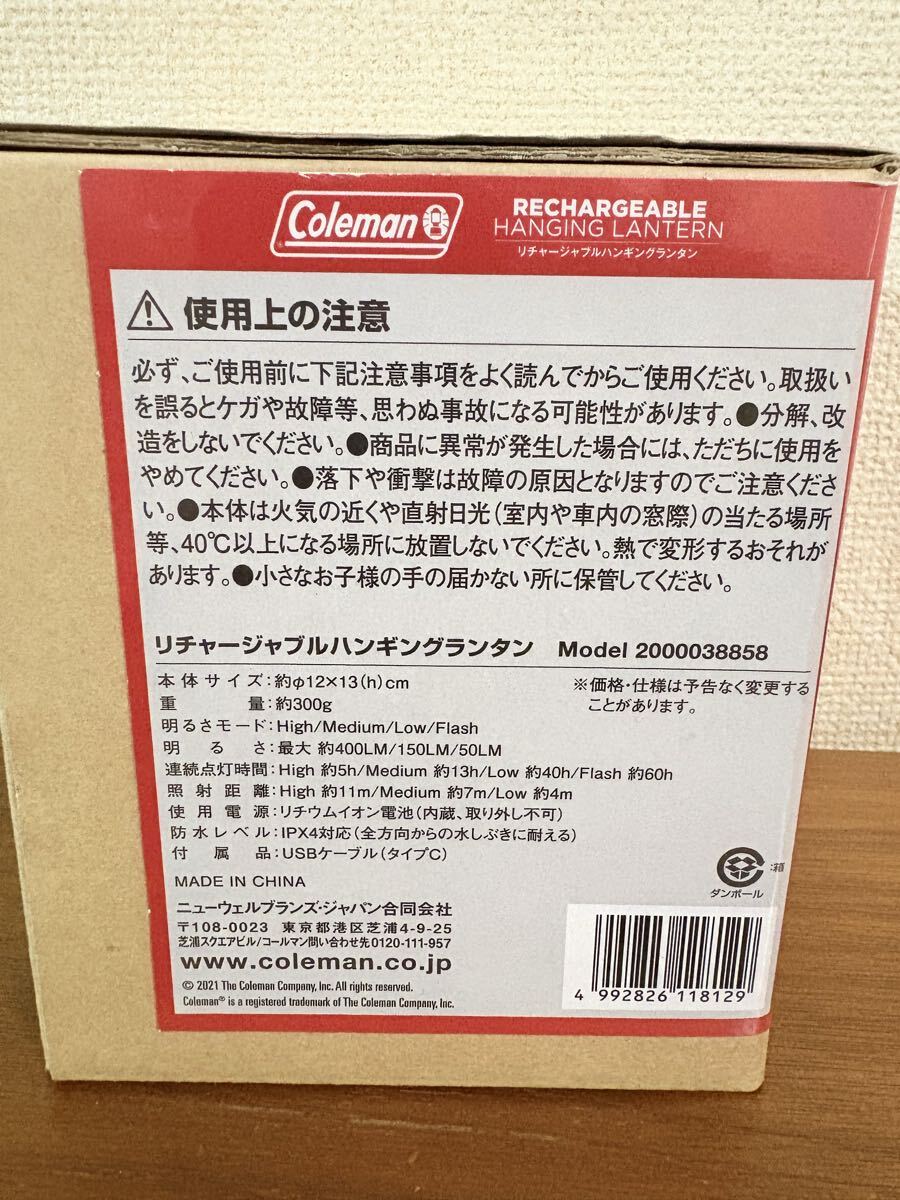 Coleman
RECHARGEABLE
HANGING LANTERN
リチャージャブルハンギングランタン
使用上の注意
必ず、ご使用前に下記注意事項をよく読んでからご使用ください。取扱い
を誤るとケガや故障等、思わぬ事故になる可能性があります。●分解、改
造をしないでください。●商品に異常が発生した場合には、ただちに使用を
やめてください。●落下や衝撃は故障の原因となりますのでご注意くださ
い。●本体は火気の近くや直射日光(室内や車内の窓際)の当たる場所
等、40℃以上になる場所に放置しないでください。熱で変形するおそれが
あります。●小さなお子様の手の届かない所に保管してください。
リチャージャブルハンギングランタン Model 2000038858
本体サイズ:約φ12×13(h)cm
重量:約300g
明るさモード:High/Medium/Low/Flash
明るさ:最大 約400LM/150LM/50LM
連続点灯時間:High 約5h/Medium 約13h/Low 約40h/Flash 約60h
照射距離:High 約11m/Medium 約7m/Low 約4m
使用電源:リチウムイオン電池(内蔵、取り外し不可)
防水レベル:IPX4対応(全方向からの水しぶきに耐える)
付属品:USBケーブル(タイプC)
※価格・仕様は予告なく変更する
ことがあります。
MADE IN CHINA
ニューウェルブランズ・ジャパン合同会社
〒108-0023 東京都港区芝浦4-9-25
芝浦スクエアビル/コールマン問い合わせ先0120-111-957
www.coleman.co.jp
© 2021 The Coleman Company, Inc. All rights reserved.
Coleman® is a registered trademark of The Coleman Company, Inc.
:箱
ダンボール
4 992826 118129